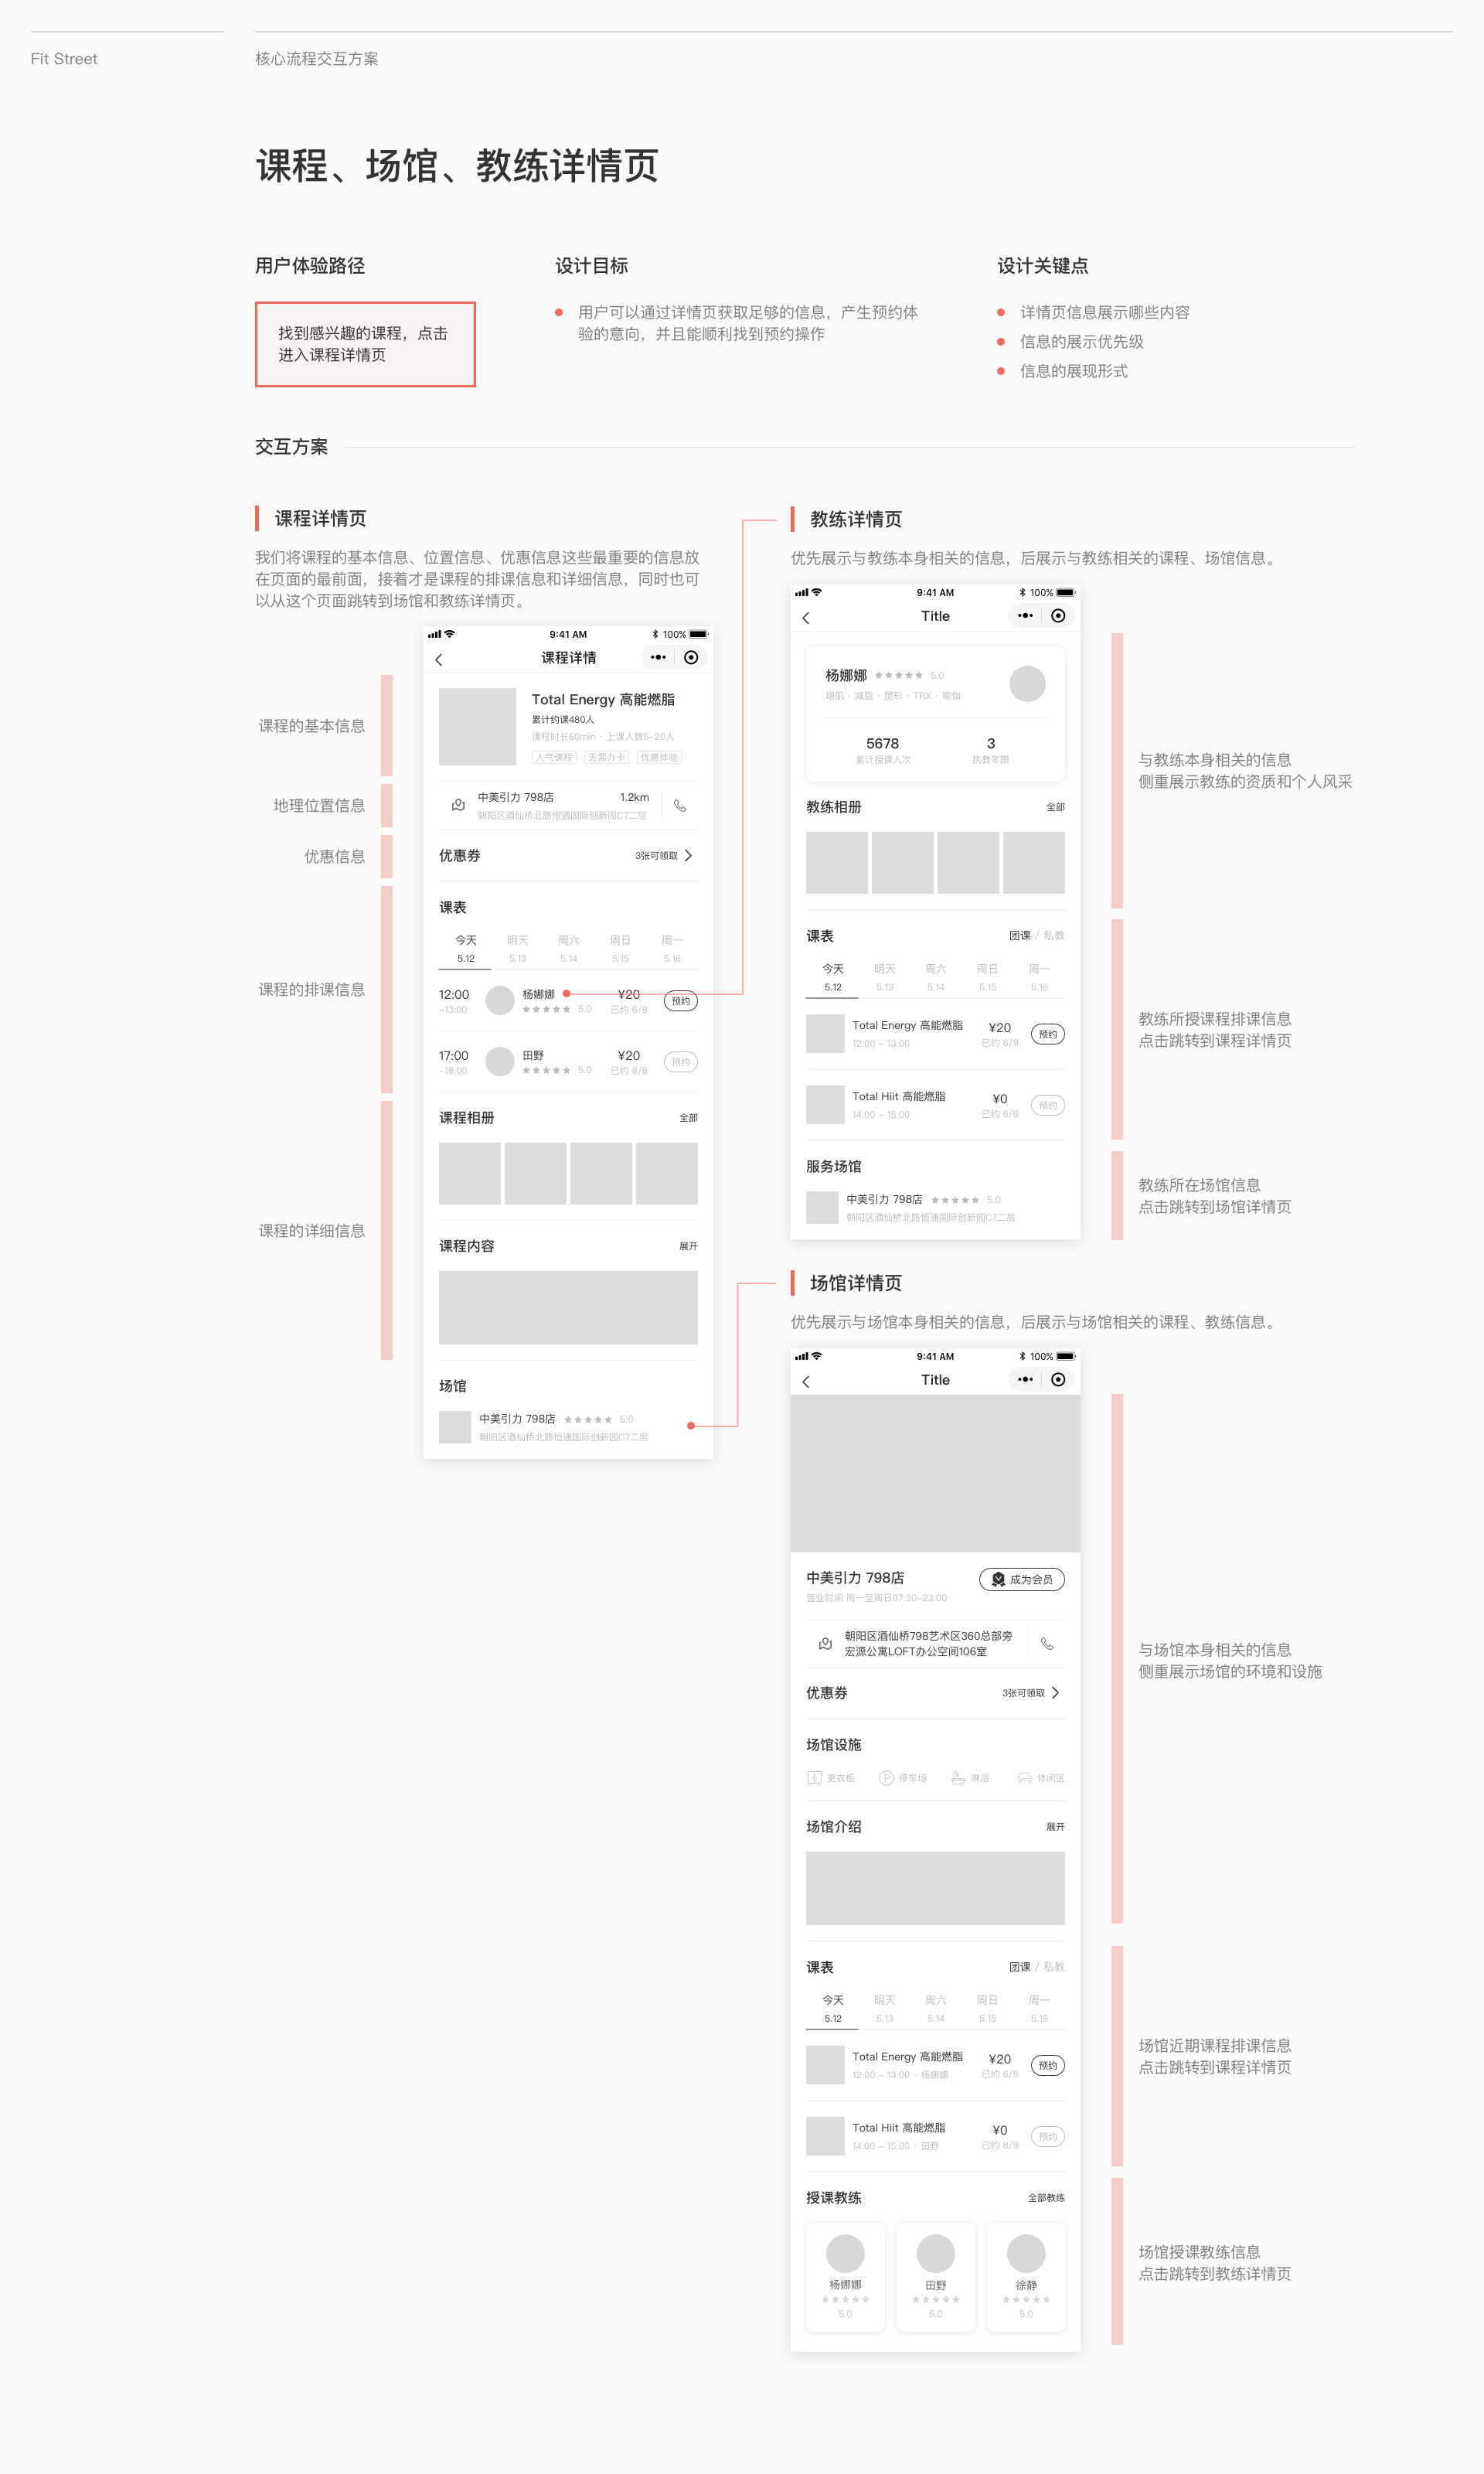 Fit Street
核心流程交互方案
课程、场馆、教练详情页
用户体验路径
找到感兴趣的课程，点击
进入课程详情页
设计目标
用户可以通过详情页获取足够的信息，产生预约体
验的意向，并且能顺利找到预约操作
设计关键点
详情页信息展示哪些内容
信息的展示优先级
信息的展现形式
交互方案
课程详情页
我们将课程的基本信息、位置信息、优惠信息这些最重要的信息放
在页面的最前面，接着才是课程的排课信息和详细信息，同时也可
以从这个页面跳转到场馆和教练详情页。
课程的基本信息
地理位置信息
优惠信息
课程的排课信息
课程的详细信息
9:41 AM 100%
课程详情
Total Energy 高能燃脂
累计约课480人
课程时长60min · 上课人数5-20人
人气课程 无需办卡 优惠体验
中美引力 798店 1.2km
朝阳区酒仙桥北路恒通国际创新园C7二层
优惠券 3张可领取
课表
今天 明天 周六 周日 周一
5.12 5.13 5.14 5.15 5.16
12:00 杨娜娜 ¥20 预约
-13:00 5.0 已约 6/8
17:00 田野 ¥20 预约
-18:00 5.0 已约 8/8
课程相册 全部
课程内容 展开
场馆
中美引力 798店 5.0
朝阳区酒仙桥北路恒通国际创新园C7二层
教练详情页
优先展示与教练本身相关的信息，后展示与教练相关的课程、场馆信息。
9:41 AM 100%
Title
杨娜娜 5.0
增肌 · 减脂 · 塑形 · TRX · 瑜伽
5678 3
累计授课人次 执教年限
教练相册 全部
课表 团课 / 私教
今天 明天 周六 周日 周一
5.12 5.13 5.14 5.15 5.16
Total Energy 高能燃脂 ¥20 预约
12:00 - 13:00 已约 6/9
Total Hiit 高能燃脂 ¥0 预约
14:00 - 15:00 已约 6/6
服务场馆
中美引力 798店 5.0
朝阳区酒仙桥北路恒通国际创新园C7二层
与教练本身相关的信息
侧重展示教练的资质和个人风采
教练所授课程排课信息
点击跳转到课程详情页
教练所在场馆信息
点击跳转到场馆详情页
场馆详情页
优先展示与场馆本身相关的信息，后展示与场馆相关的课程、教练信息。
9:41 AM 100%
Title
中美引力 798店 成为会员
营业时间 周一至周日07:30-23:00
朝阳区酒仙桥798艺术区360总部旁
宏源公寓LOFT办公空间106室
优惠券 3张可领取
场馆设施
更衣柜 停车场 淋浴 休闲区
场馆介绍 展开
课表 团课 / 私教
今天 明天 周六 周日 周一
5.12 5.13 5.14 5.15 5.16
Total Energy 高能燃脂 ¥20 预约
12:00 - 13:00 · 杨娜娜 已约 6/8
Total Hiit 高能燃脂 ¥0 预约
14:00 - 15:00 · 田野 已约 8/8
授课教练 全部教练
杨娜娜 田野 徐静
5.0 5.0 5.0
与场馆本身相关的信息
侧重展示场馆的环境和设施
场馆近期课程排课信息
点击跳转到课程详情页
场馆授课教练信息
点击跳转到教练详情页